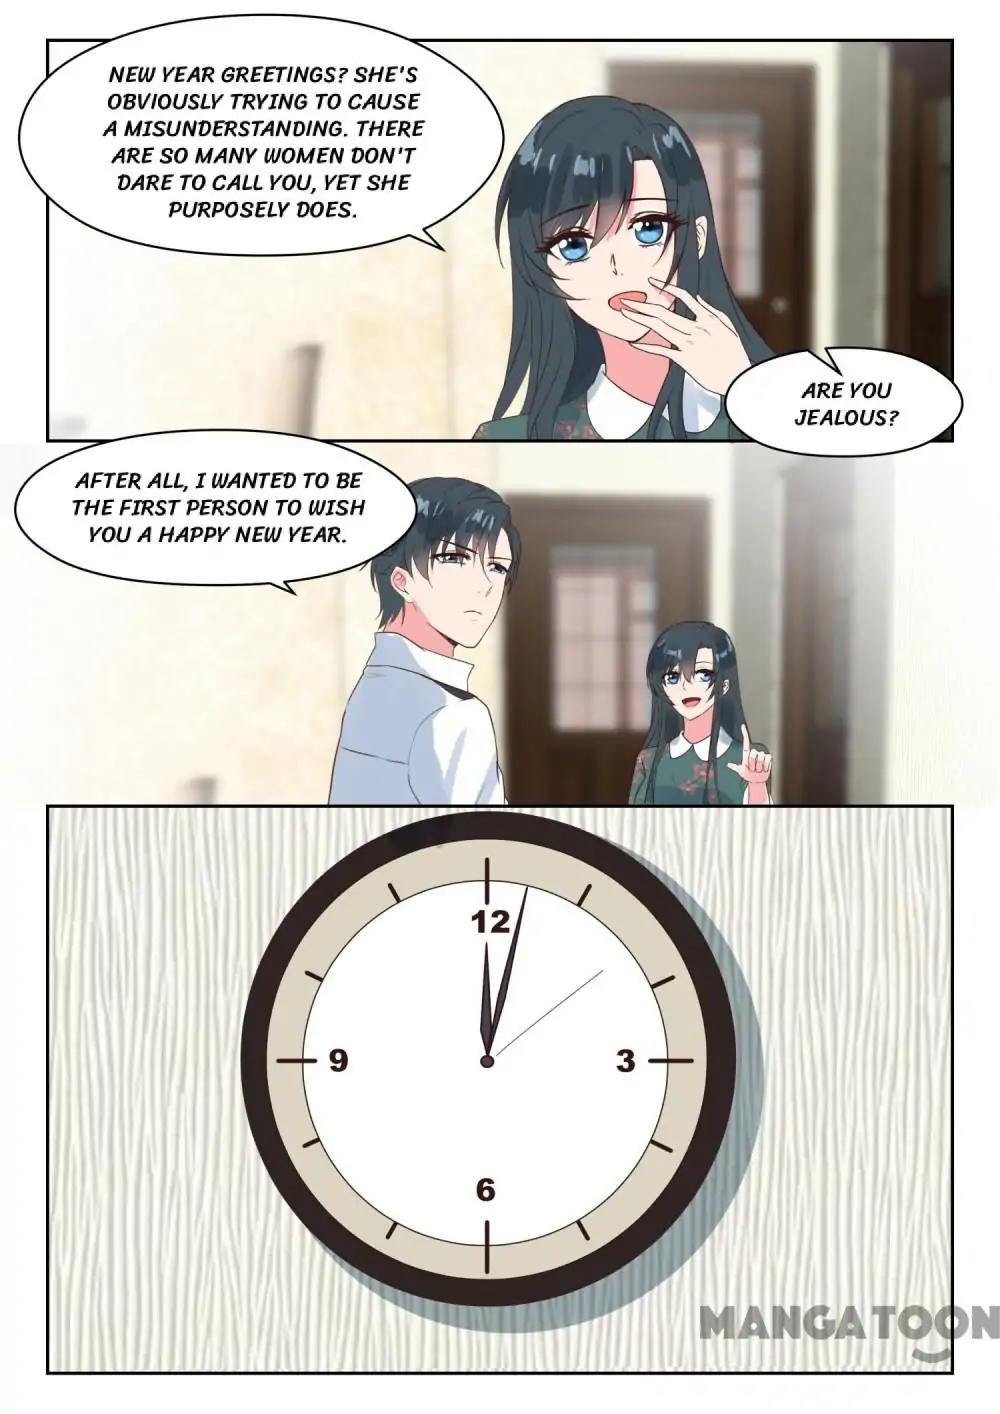 NEW YEAR GREETINGS? SHE'S
OBVIOUSLY TRYING TO CAUSE
A MISUNDERSTANDING. THERE
ARE SO MANY WOMEN DON'T
DARE TO CALL YOU, YET SHE
PURPOSELY DOES.
ARE YOU
JEALOUS?
AFTER ALL, I WANTED TO BE
THE FIRST PERSON TO WISH
YOU A HAPPY NEW YEAR.
12
9
3
6
MANGATOON